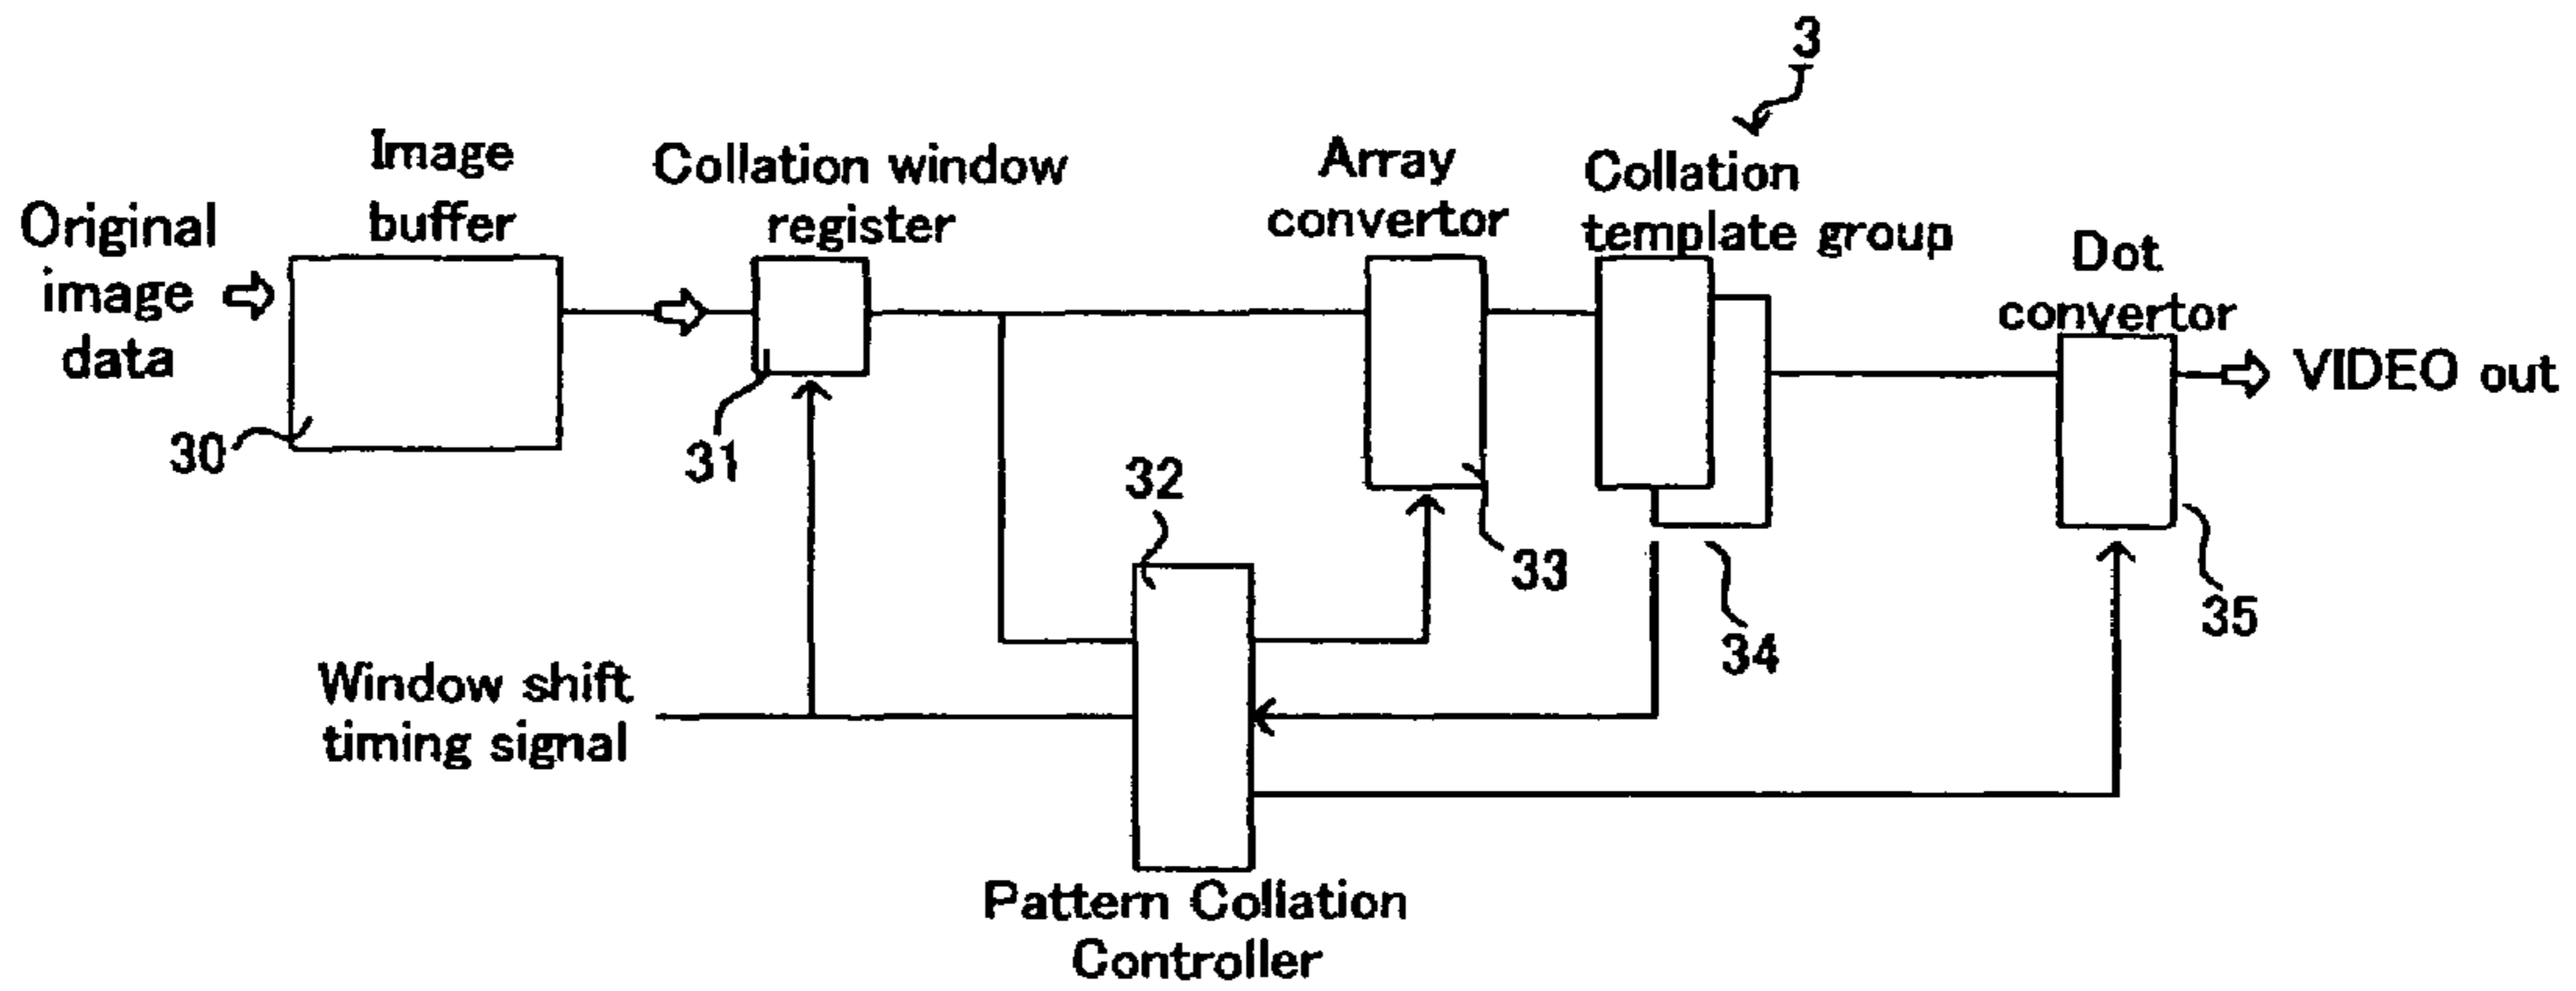 3
Image
buffer
Collation window
register
Array
convertor
Collation
template group
Dot
convertor
Original
image
data
VIDEO out
30
31
32
33
34
35
Window shift
timing signal
Pattern Collation
Controller